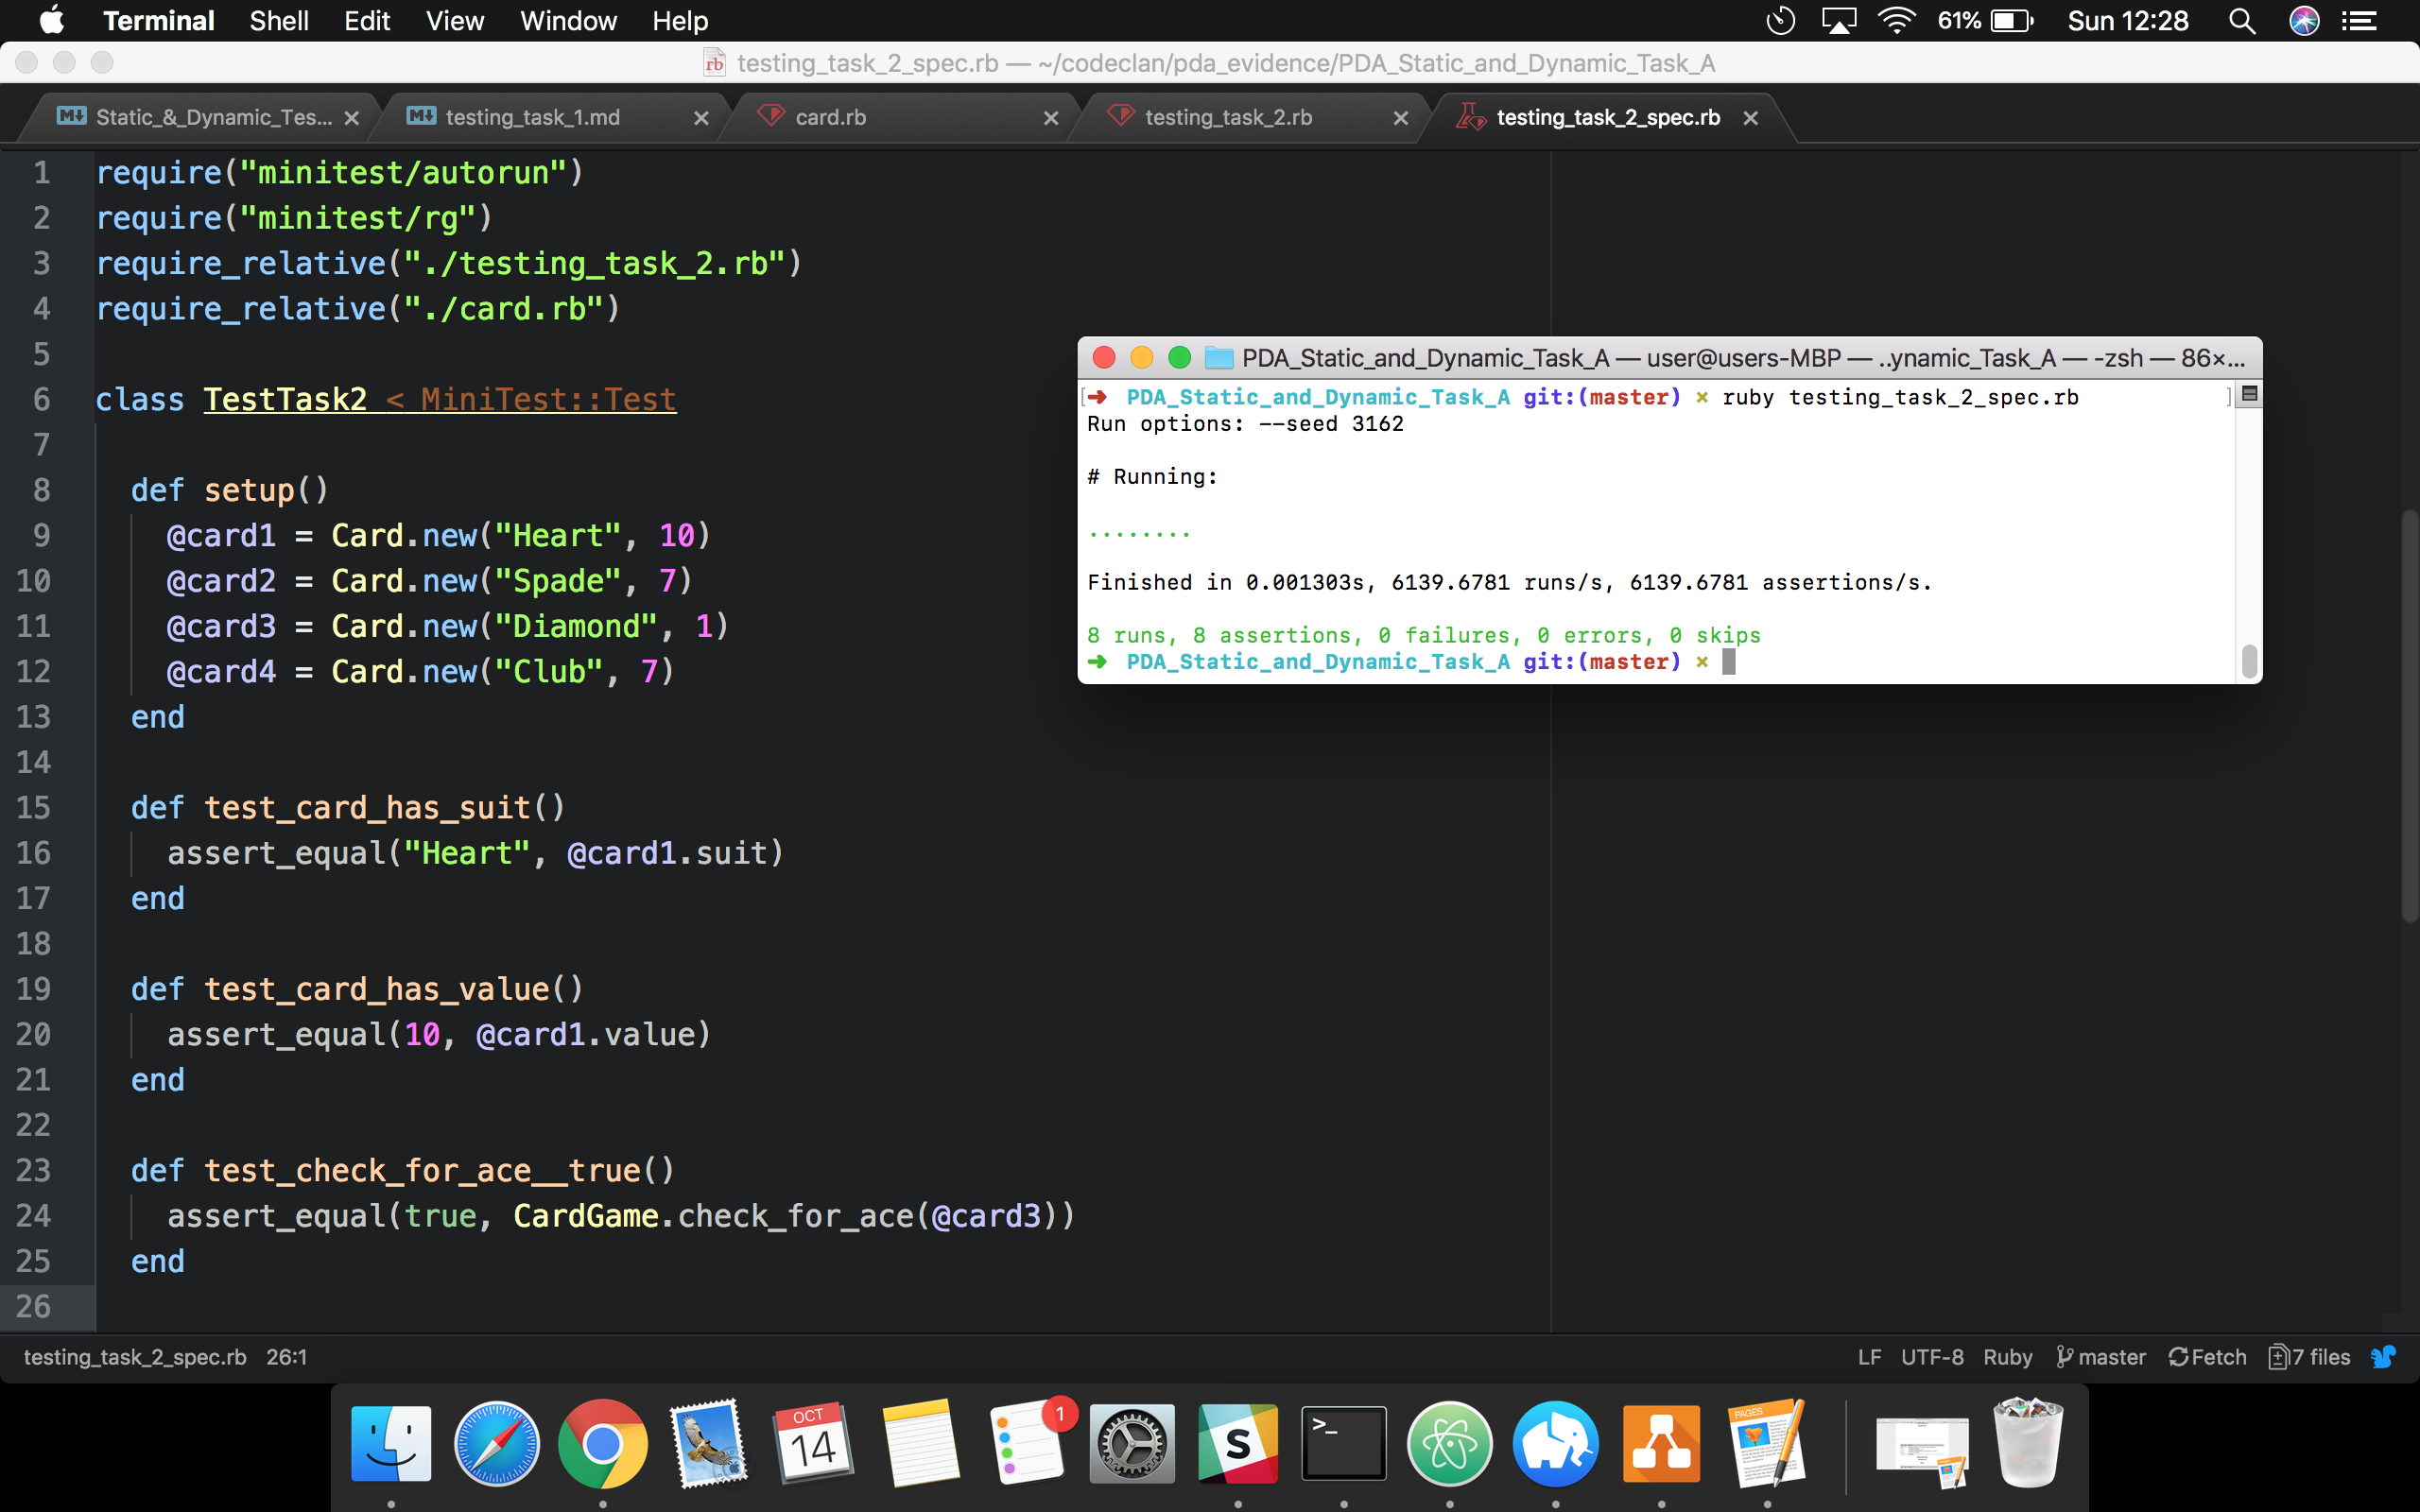 Terminal Shell Edit View Window Help 61% Sun 12:28
testing_task_2_spec.rb — ~/codeclan/pda_evidence/PDA_Static_and_Dynamic_Task_A
Static_&_Dynamic_Tes... testing_task_1.md card.rb testing_task_2.rb testing_task_2_spec.rb
1 require("minitest/autorun")
2 require("minitest/rg")
3 require_relative("./testing_task_2.rb")
4 require_relative("./card.rb")
5
6 class TestTask2 < MiniTest::Test
7
8 def setup()
9 @card1 = Card.new("Heart", 10)
10 @card2 = Card.new("Spade", 7)
11 @card3 = Card.new("Diamond", 1)
12 @card4 = Card.new("Club", 7)
13 end
14
15 def test_card_has_suit()
16 assert_equal("Heart", @card1.suit)
17 end
18
19 def test_card_has_value()
20 assert_equal(10, @card1.value)
21 end
22
23 def test_check_for_ace__true()
24 assert_equal(true, CardGame.check_for_ace(@card3))
25 end
26
PDA_Static_and_Dynamic_Task_A — user@users-MBP — ..ynamic_Task_A — -zsh — 86×...
[➜ PDA_Static_and_Dynamic_Task_A git:(master) × ruby testing_task_2_spec.rb ]
Run options: --seed 3162
# Running:
........
Finished in 0.001303s, 6139.6781 runs/s, 6139.6781 assertions/s.
8 runs, 8 assertions, 0 failures, 0 errors, 0 skips
➜ PDA_Static_and_Dynamic_Task_A git:(master) ×
testing_task_2_spec.rb 26:1 LF UTF-8 Ruby master Fetch 7 files
OCT
14
1
S
>_
PAGES